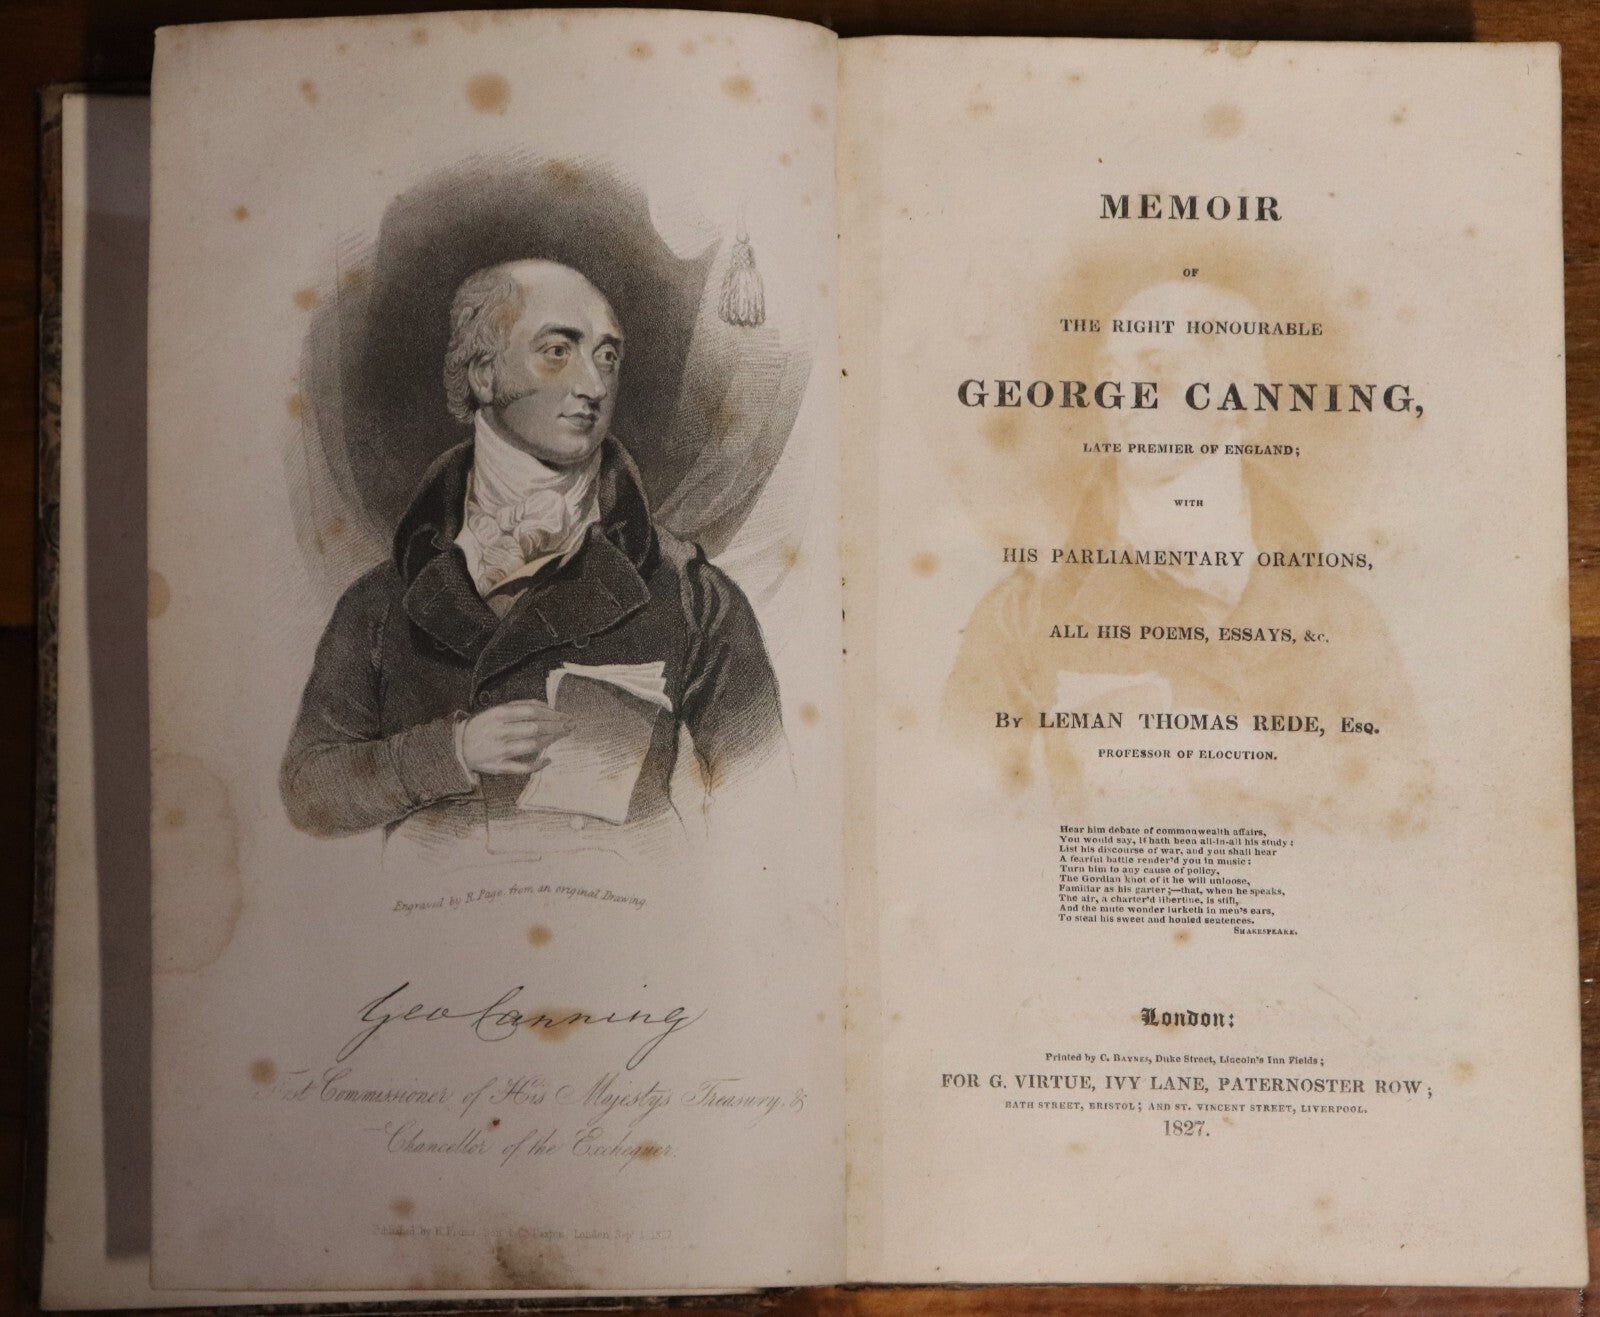 Engraved by R. Page, from an original Drawing.
Geo Canning
First Commissioner of His Majestys Treasury, &
Chancellor of the Exchequer.
Published by London, Sept. 1827
MEMOIR
OF
THE RIGHT HONOURABLE
GEORGE CANNING,
LATE PREMIER OF ENGLAND;
WITH
HIS PARLIAMENTARY ORATIONS,
ALL HIS POEMS, ESSAYS, &c.
By LEMAN THOMAS REDE, Esq.
PROFESSOR OF ELOCUTION.
Hear him debate of commonwealth affairs,
You would say, it hath been all-in-all his study:
List his discourse of war, and you shall hear
A fearful battle render'd you in music:
Turn him to any cause of policy,
The Gordian knot of it he will unloose,
Familiar as his garter;—that, when he speaks,
The air, a charter'd libertine, is still,
And the mute wonder lurketh in men's ears,
To steal his sweet and honied sentences.
SHAKESPEARE.
London:
Printed by C. BAYNES, Duke Street, Lincoln's Inn Fields;
FOR G. VIRTUE, IVY LANE, PATERNOSTER ROW;
BATH STREET, BRISTOL; AND ST. VINCENT STREET, LIVERPOOL.
1827.